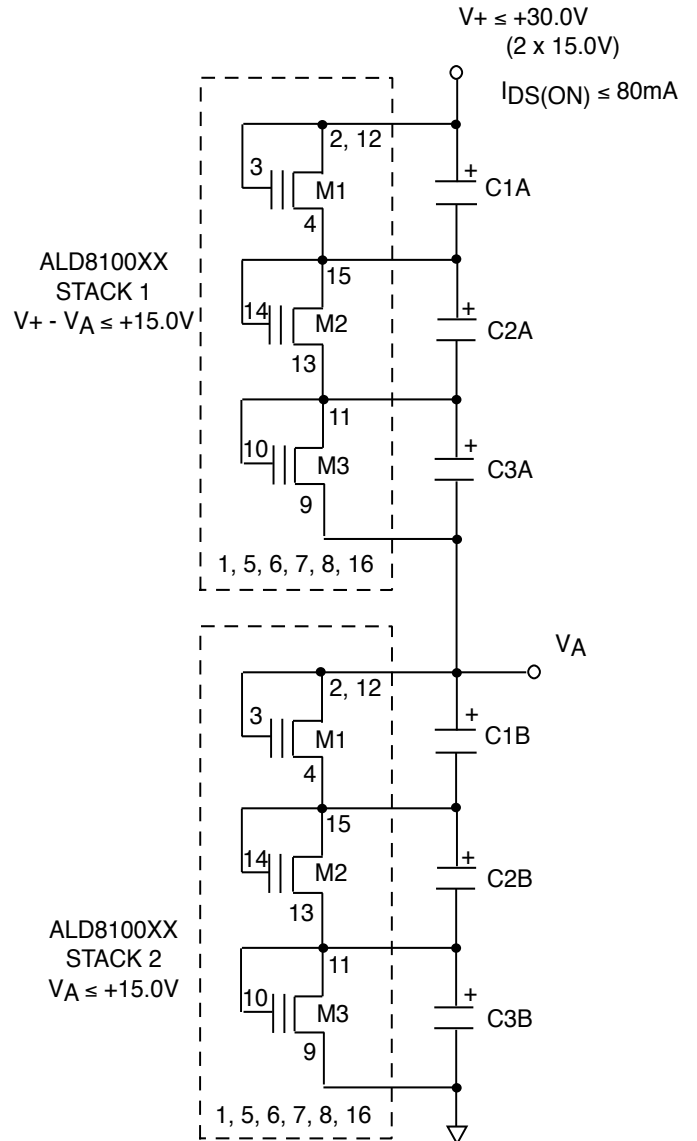 V+ ≤ +30.0V
(2 x 15.0V)
IDS(ON) ≤ 80mA
2, 12
3
M1
4
+
C1A
ALD8100XX
STACK 1
V+ - VA ≤ +15.0V
15
14
M2
13
+
C2A
11
10
M3
9
+
C3A
1, 5, 6, 7, 8, 16
VA
2, 12
3
M1
4
+
C1B
15
14
M2
13
+
C2B
ALD8100XX
STACK 2
VA ≤ +15.0V
11
10
M3
9
+
C3B
1, 5, 6, 7, 8, 16